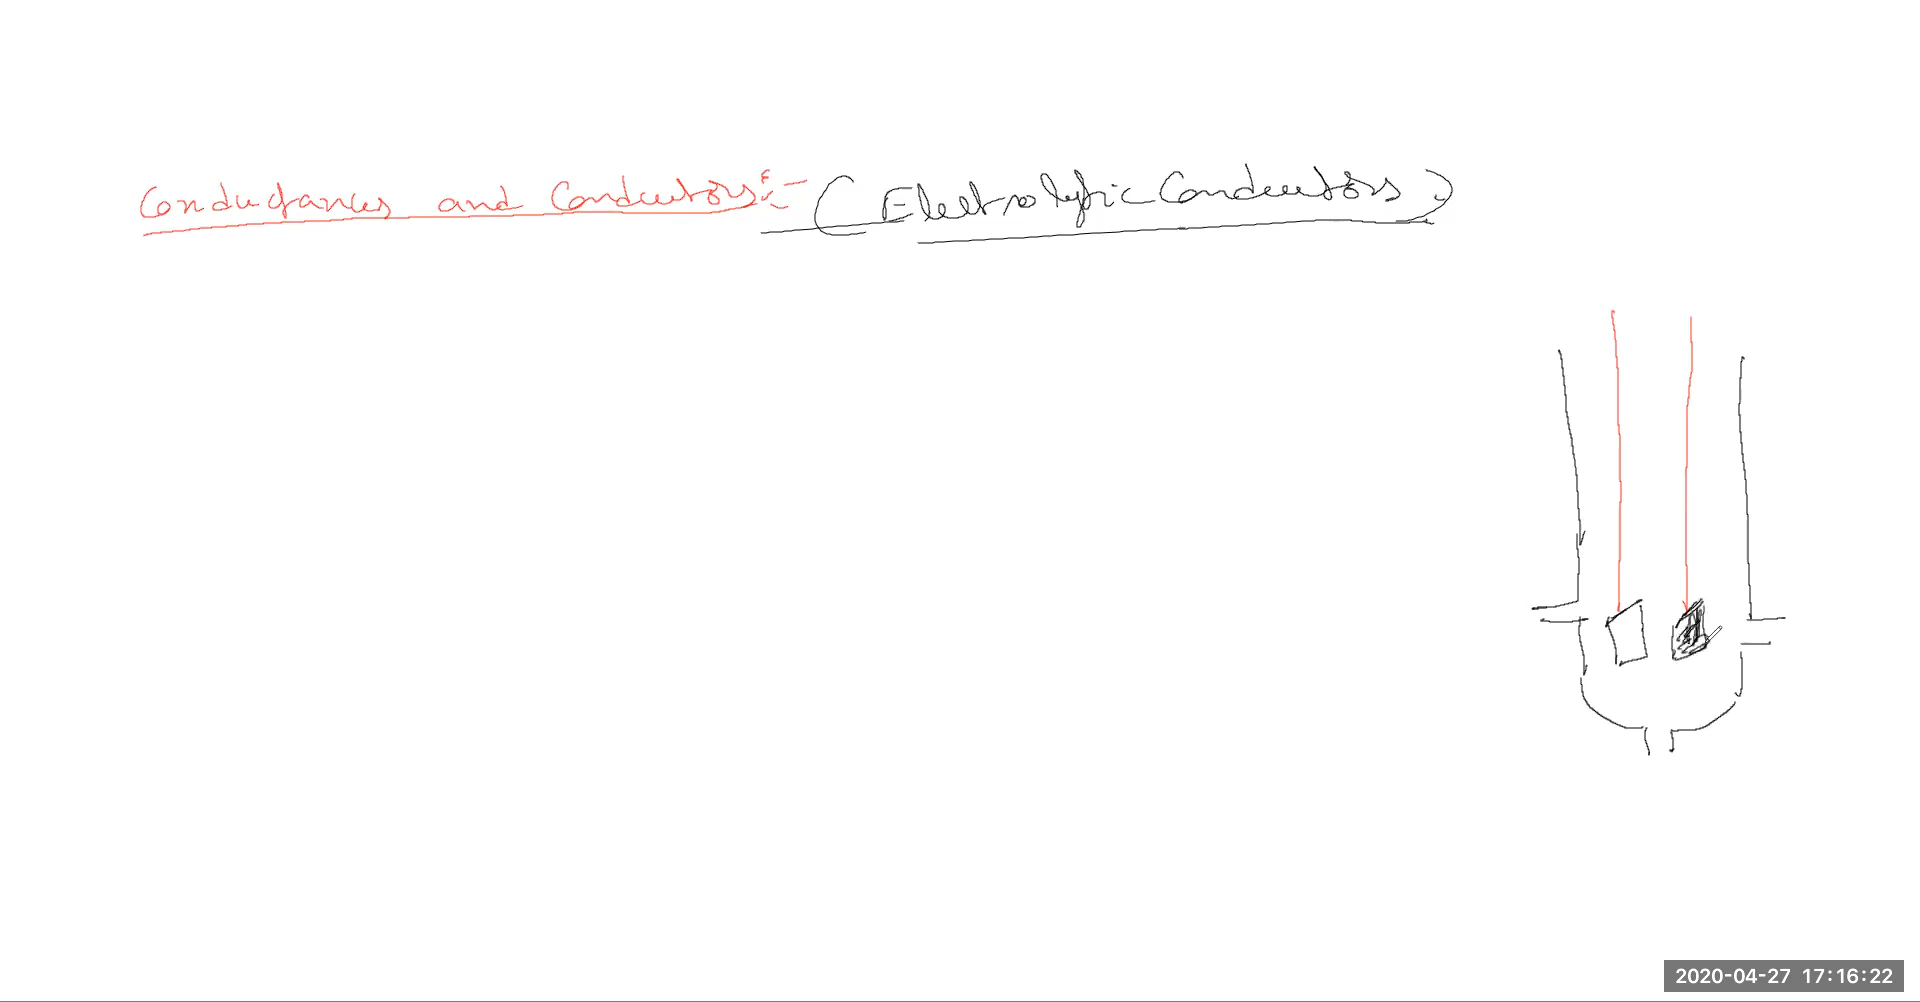 Conductances and Conductors:- (Electrolytic Conductors)
2020-04-27 17:16:22